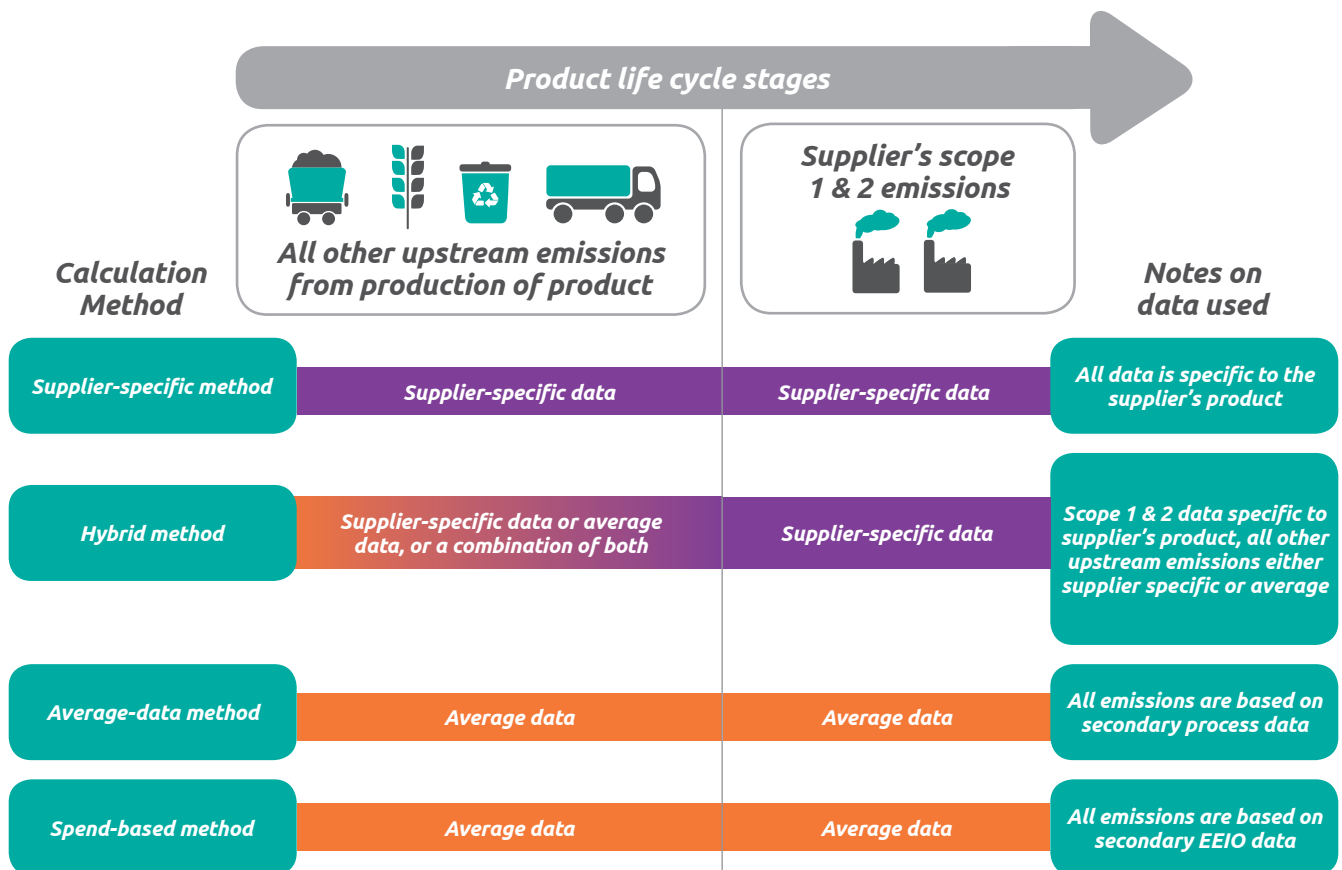 Product life cycle stages
All other upstream emissions
from production of product
Supplier’s scope
1 & 2 emissions
Calculation
Method
Notes on
data used
Supplier-specific method
Supplier-specific data
Supplier-specific data
All data is specific to the
supplier’s product
Hybrid method
Supplier-specific data or average
data, or a combination of both
Supplier-specific data
Scope 1 & 2 data specific to
supplier’s product, all other
upstream emissions either
supplier specific or average
Average-data method
Average data
Average data
All emissions are based on
secondary process data
Spend-based method
Average data
Average data
All emissions are based on
secondary EEIO data